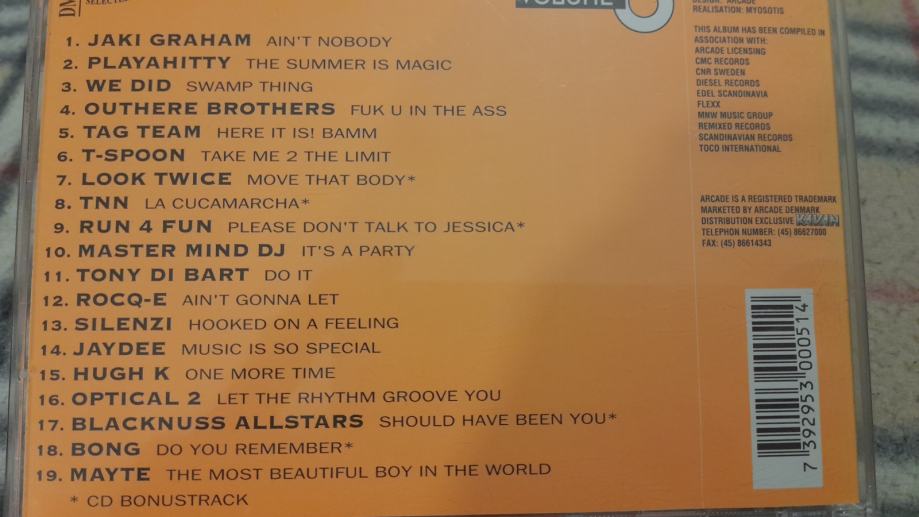 DM
SELECTE
VOLUME
DESIGN: ARCADE
REALISATION: MYOSOTIS
1. JAKI GRAHAM AIN'T NOBODY
2. PLAYAHITTY THE SUMMER IS MAGIC
3. WE DID SWAMP THING
4. OUTHERE BROTHERS FUK U IN THE ASS
5. TAG TEAM HERE IT IS! BAMM
6. T-SPOON TAKE ME 2 THE LIMIT
7. LOOK TWICE MOVE THAT BODY*
8. TNN LA CUCAMARCHA*
9. RUN 4 FUN PLEASE DON'T TALK TO JESSICA*
10. MASTER MIND DJ IT'S A PARTY
11. TONY DI BART DO IT
12. ROCQ-E AIN'T GONNA LET
13. SILENZI HOOKED ON A FEELING
14. JAYDEE MUSIC IS SO SPECIAL
15. HUGH K ONE MORE TIME
16. OPTICAL 2 LET THE RHYTHM GROOVE YOU
17. BLACKNUSS ALLSTARS SHOULD HAVE BEEN YOU*
18. BONG DO YOU REMEMBER*
19. MAYTE THE MOST BEAUTIFUL BOY IN THE WORLD
* CD BONUSTRACK
THIS ALBUM HAS BEEN COMPILED IN
ASSOCIATION WITH:
ARCADE LICENSING
CMC RECORDS
CNR SWEDEN
DIESEL RECORDS
EDEL SCANDINAVIA
FLEXX
MNW MUSIC GROUP
REMIXED RECORDS
SCANDINAVIAN RECORDS
TOCO INTERNATIONAL
ARCADE IS A REGISTERED TRADEMARK
MARKETED BY ARCADE DENMARK
DISTRIBUTION EXCLUSIVE
TELEPHON NUMBER: (45) 86627000
FAX: (45) 86614343
7 392953 000514